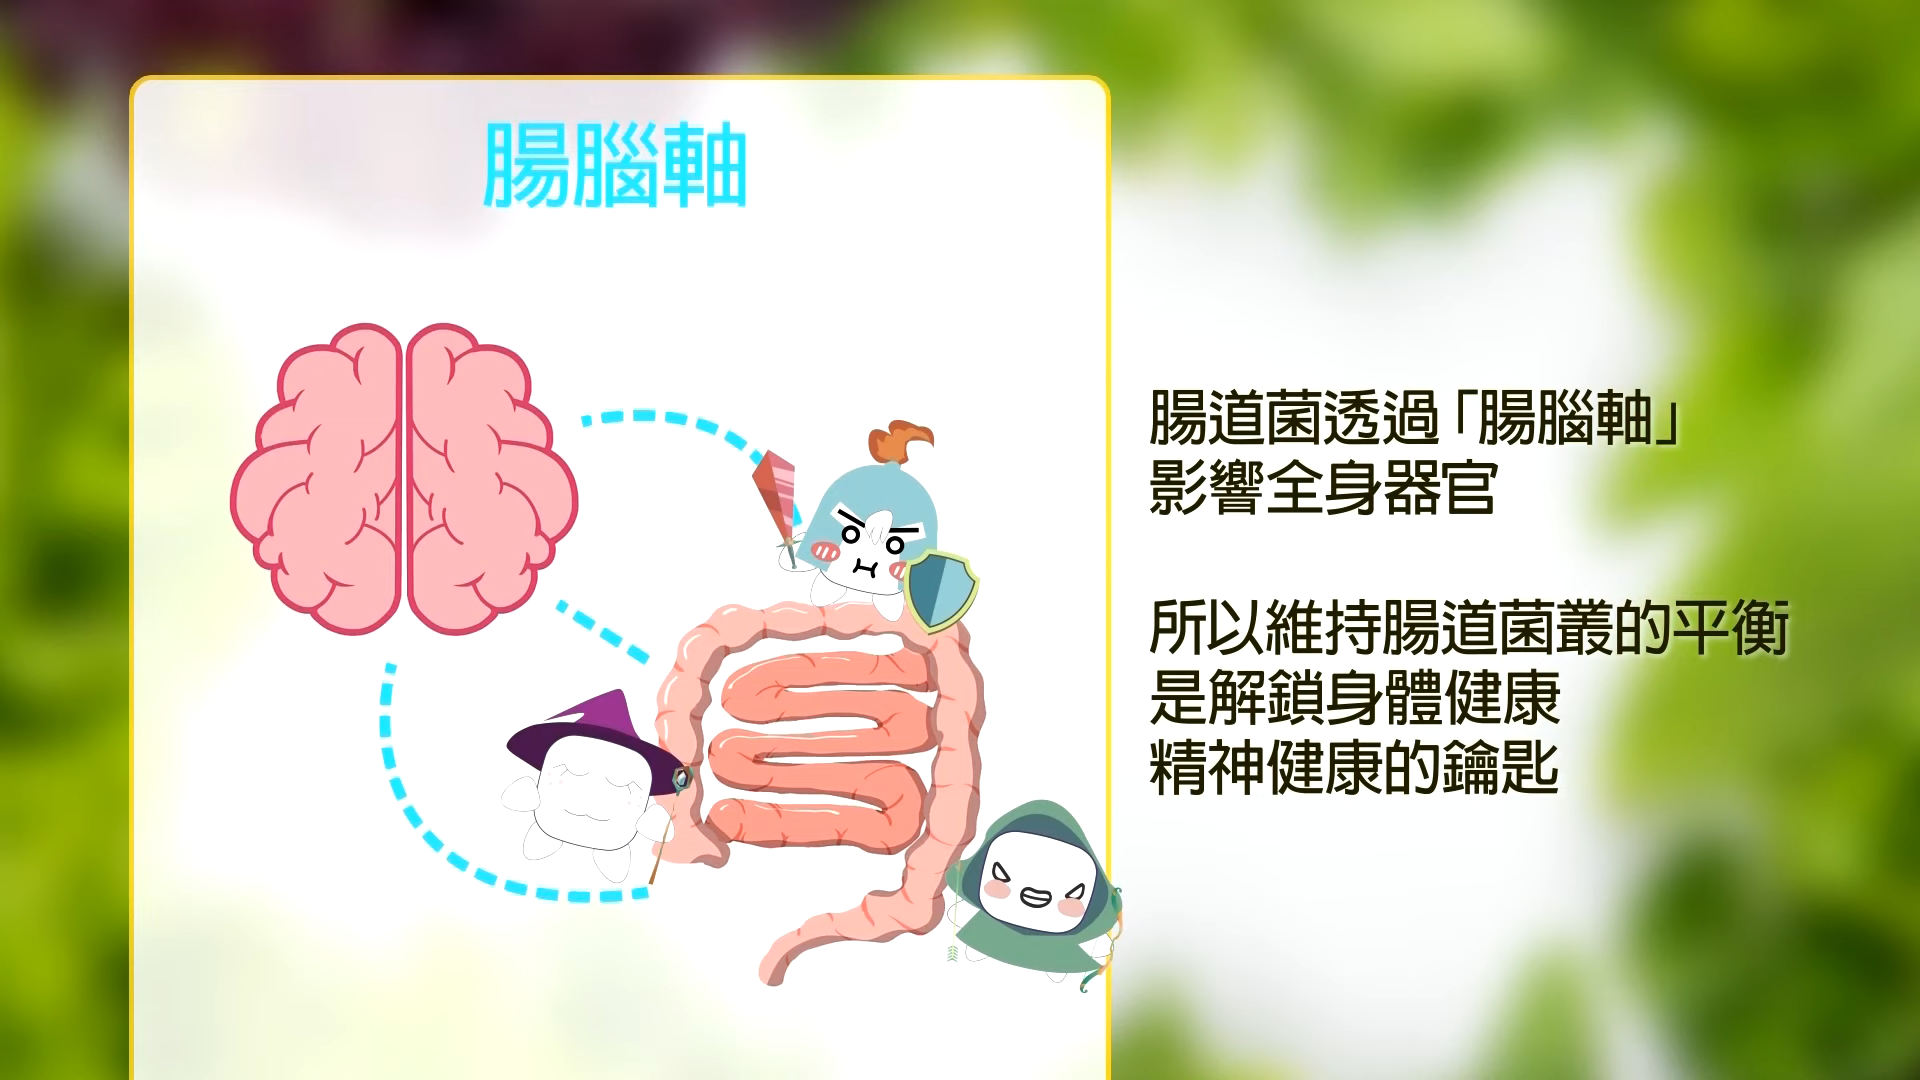 腸腦軸
腸道菌透過「腸腦軸」
影響全身器官
所以維持腸道菌叢的平衡
是解鎖身體健康
精神健康的鑰匙